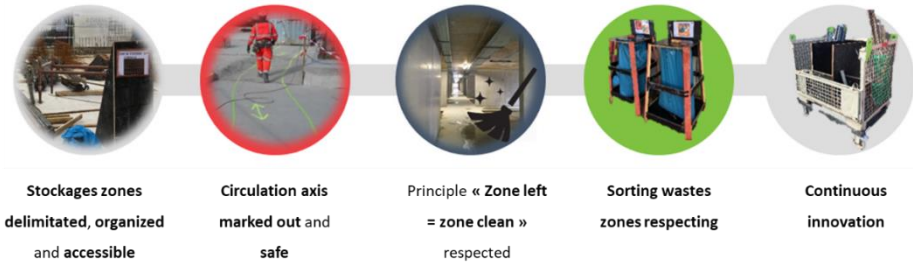 Stockages zones
delimitated, organized
and accessible
Circulation axis
marked out and
safe
Principle « Zone left
= zone clean »
respected
Sorting wastes
zones respecting
Continuous
innovation